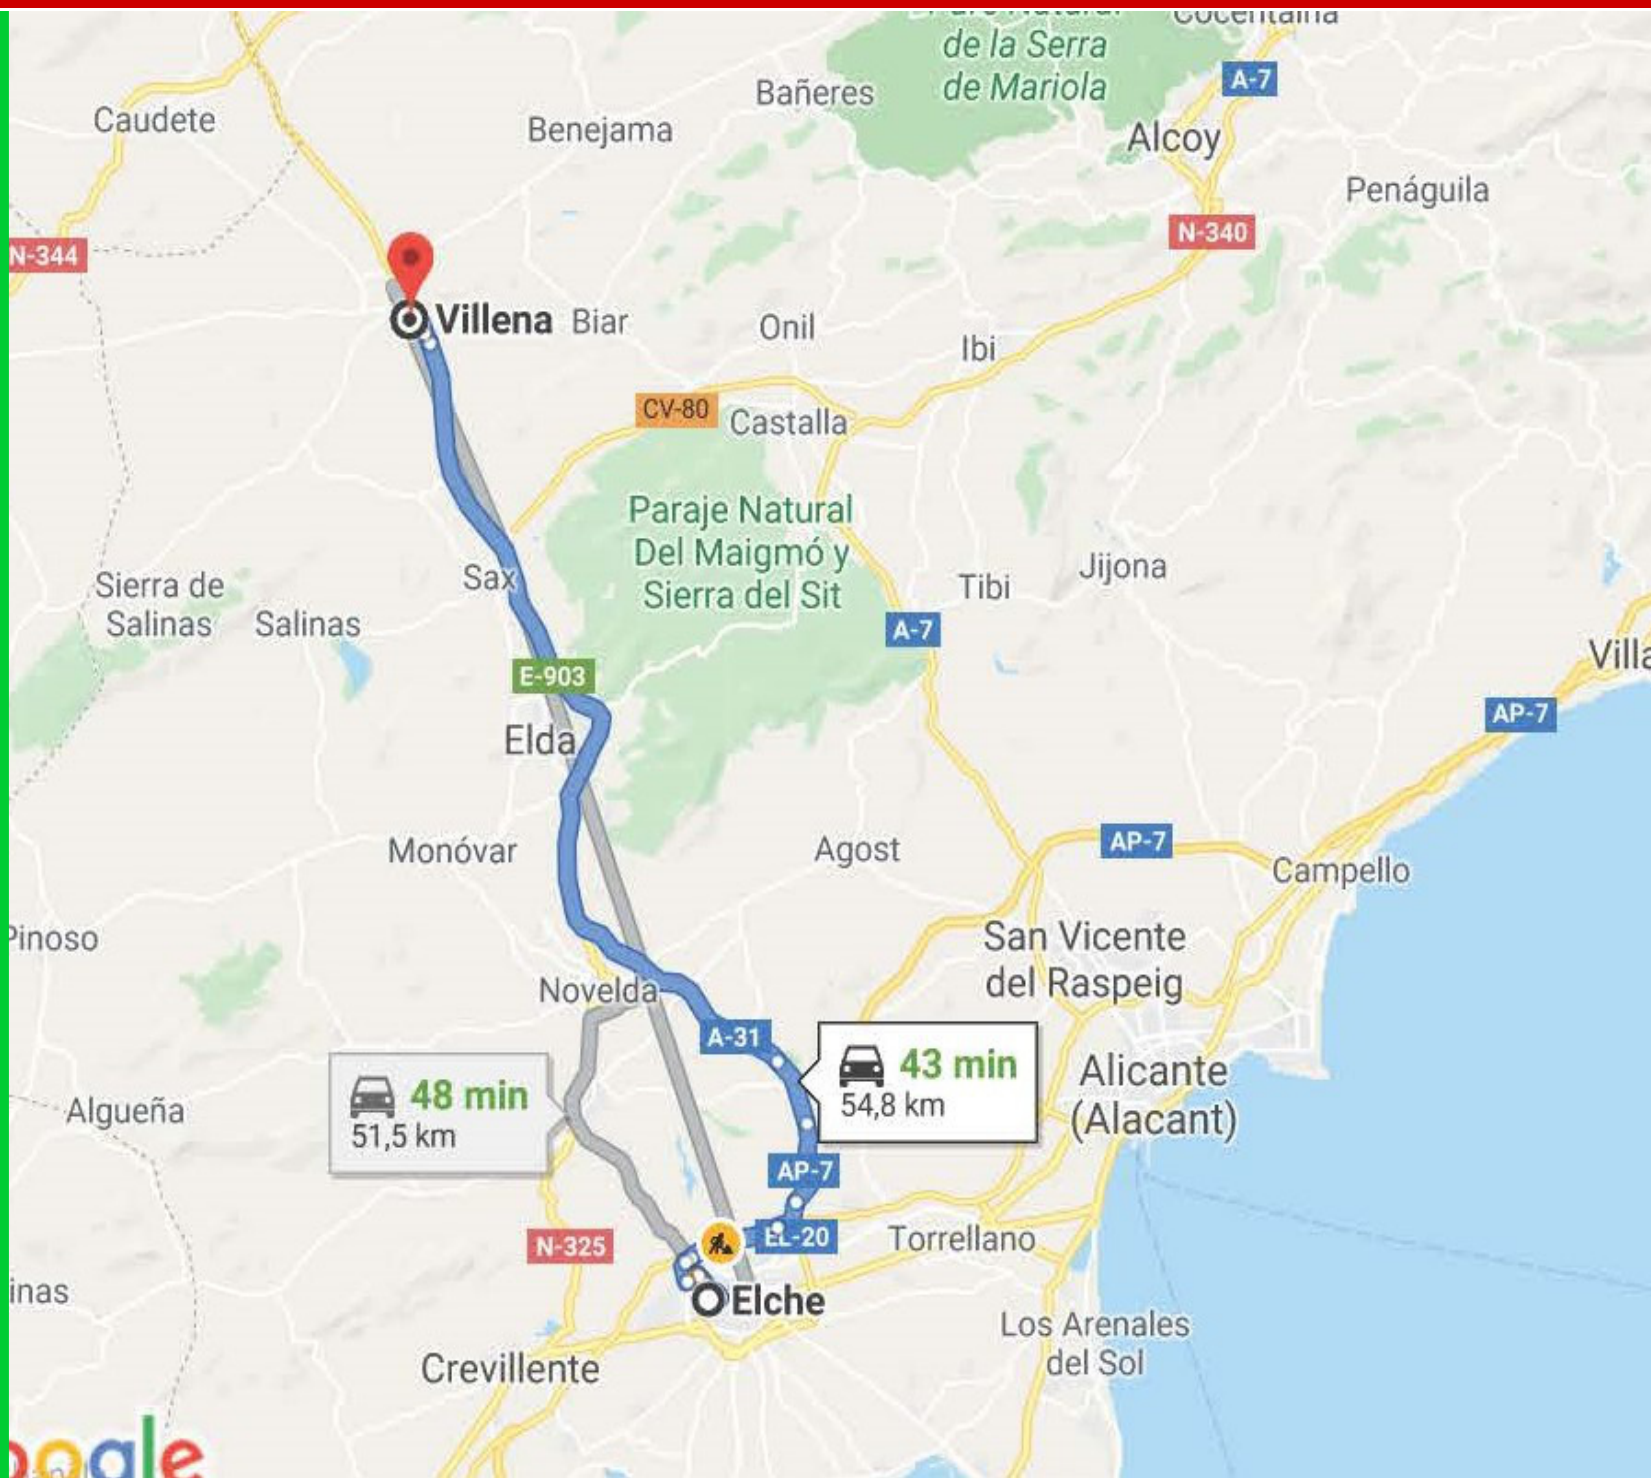 Cocentaina
Parc Natural
de la Serra
de Mariola
A-7
Bañeres
Caudete
Benejama
Alcoy
Penáguila
N-344
N-340
Villena
Biar
Onil
Ibi
CV-80
Castalla
Paraje Natural
Del Maigmó y
Sierra del Sit
Sax
Tibi
Jijona
Sierra de
Salinas
Salinas
A-7
Villa
E-903
AP-7
Elda
AP-7
Monóvar
Agost
Campello
Pinoso
San Vicente
del Raspeig
Novelda
A-31
43 min
54,8 km
Alicante
(Alacant)
48 min
51,5 km
Algueña
AP-7
EL-20
Torrellano
N-325
inas
Elche
Los Arenales
del Sol
Crevillente
oogle